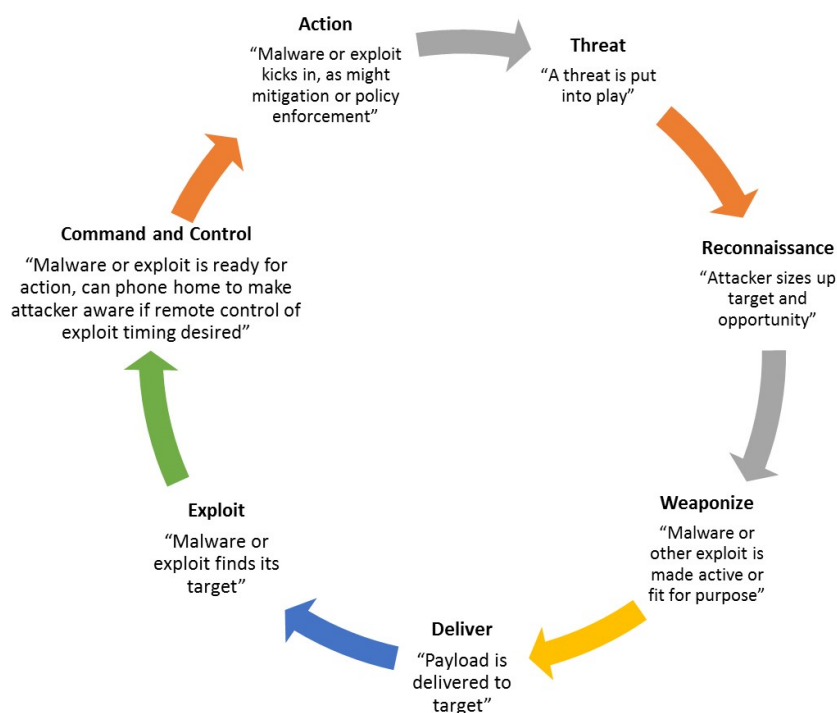 Action
“Malware or exploit
kicks in, as might
mitigation or policy
enforcement”
Threat
“A threat is put
into play”
Reconnaissance
“Attacker sizes up
target and
opportunity”
Weaponize
“Malware or
other exploit is
made active or
fit for purpose”
Deliver
“Payload is
delivered to
target”
Exploit
“Malware or
exploit finds its
target”
Command and Control
“Malware or exploit is ready for
action, can phone home to make
attacker aware if remote control of
exploit timing desired”